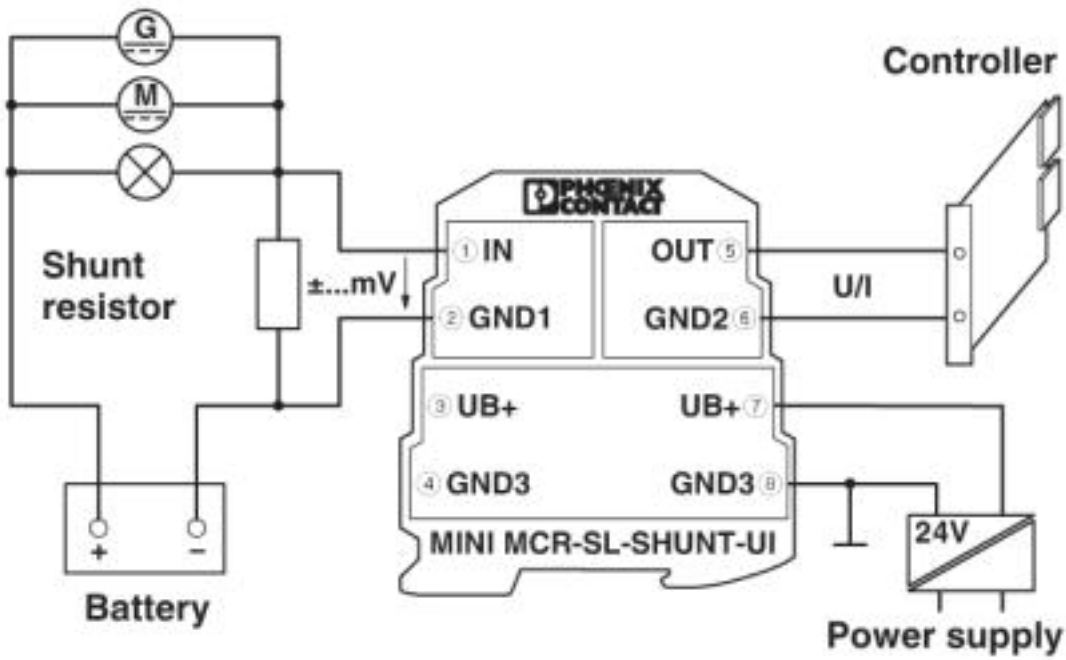 G
M
Controller
PHŒNIX
CONTACT
1 IN
OUT 5
Shunt
resistor
±...mV
U/I
2 GND1
GND2 6
3 UB+
UB+ 7
4 GND3
GND3 8
24V
MINI MCR-SL-SHUNT-UI
+
-
Battery
Power supply